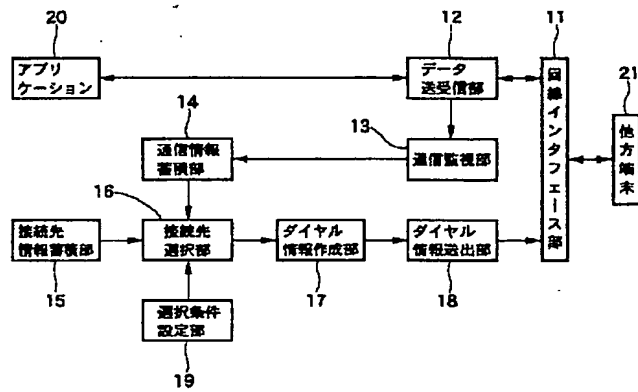 20
アプリ
ケーション
12
データ
送受信部
11
回線インタフェース部
21
他方端末
14
通信情報
蓄積部
13
通信監視部
16
接続先
情報蓄積部
15
接続先
選択部
ダイヤル
情報作成部
17
ダイヤル
情報送出部
18
選択条件
設定部
19